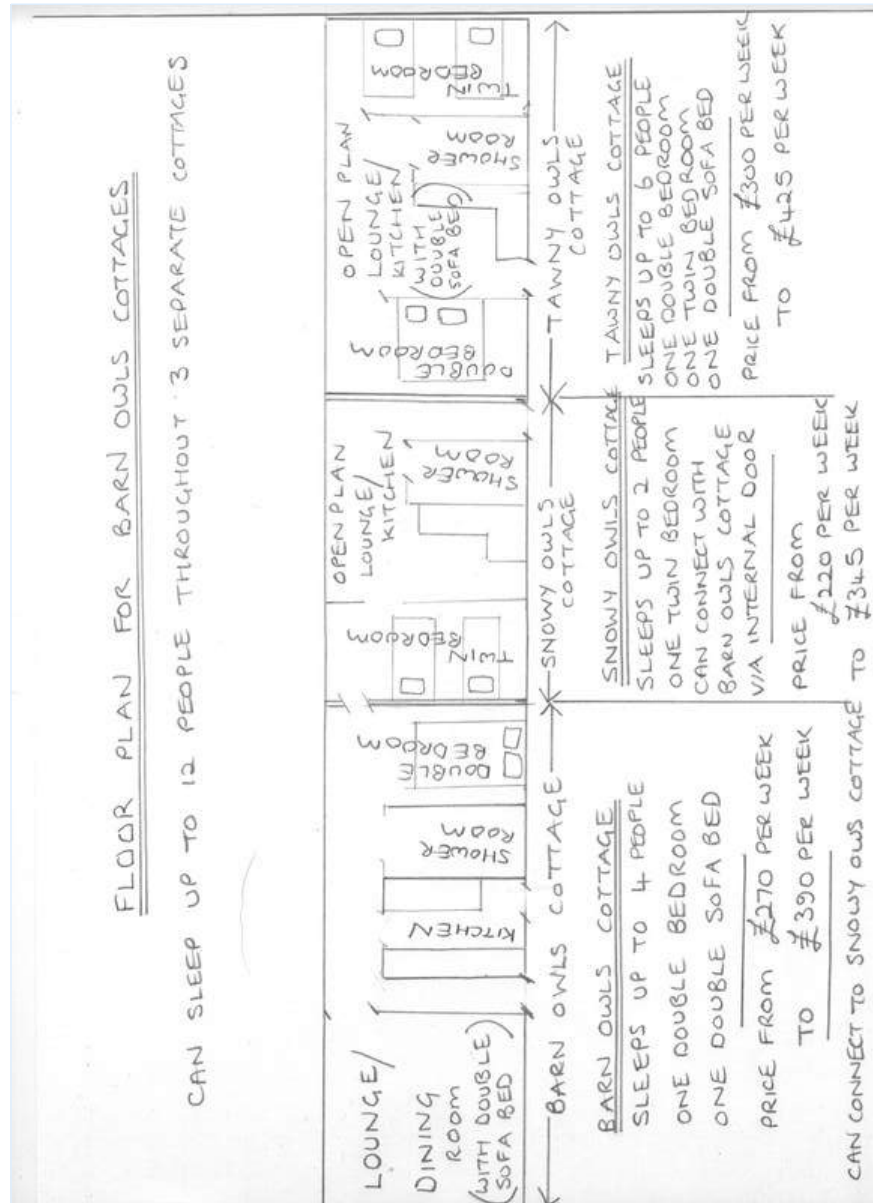 FLOOR PLAN FOR BARN OWLS COTTAGES
CAN SLEEP UP TO 12 PEOPLE THROUGHOUT 3 SEPARATE COTTAGES
LOUNGE/
DINING
ROOM
(WITH DOUBLE
SOFA BED)
KITCHEN
SHOWER
ROOM
DOUBLE
BEDROOM
TWIN
BEDROOM
OPEN PLAN
LOUNGE/
KITCHEN
SHOWER
ROOM
DOUBLE
BEDROOM
OPEN PLAN
LOUNGE/
KITCHEN
(WITH
DOUBLE
SOFA BED)
SHOWER
ROOM
TWIN
BEDROOM
BARN OWLS COTTAGE
SNOWY OWLS
COTTAGE
TAWNY OWLS
COTTAGE
BARN OWLS COTTAGE
SLEEPS UP TO 4 PEOPLE
ONE DOUBLE BEDROOM
ONE DOUBLE SOFA BED
PRICE FROM £270 PER WEEK
TO £390 PER WEEK
CAN CONNECT TO SNOWY OWS COTTAGE
SNOWY OWLS COTTAGE
SLEEPS UP TO 2 PEOPLE
ONE TWIN BEDROOM
CAN CONNECT WITH
BARN OWLS COTTAGE
VIA INTERNAL DOOR
PRICE FROM
£220 PER WEEK
TO £345 PER WEEK
TAWNY OWLS COTTAGE
SLEEPS UP TO 6 PEOPLE
ONE DOUBLE BEDROOM
ONE TWIN BEDROOM
ONE DOUBLE SOFA BED
PRICE FROM £300 PER WEEK
TO £425 PER WEEK